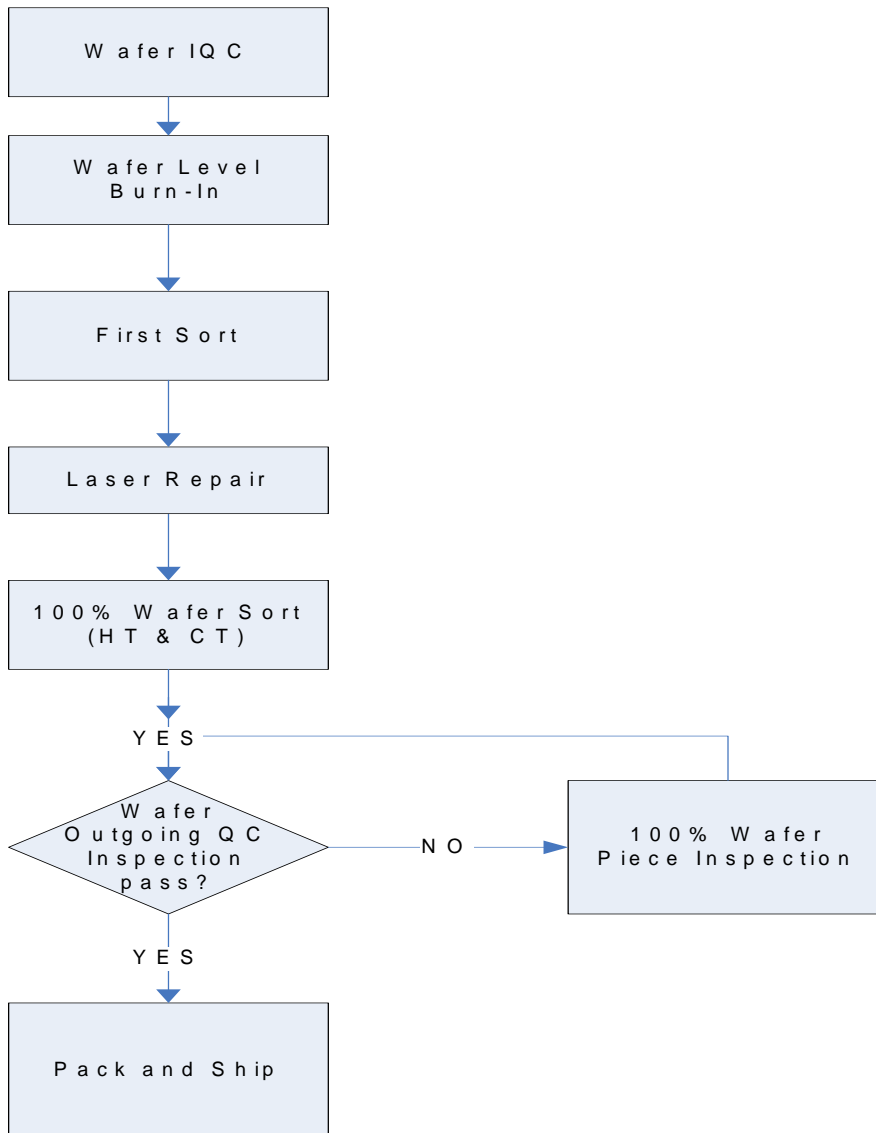 Wafer IQC
Wafer Level
Burn-In
First Sort
Laser Repair
100% Wafer Sort
(HT & CT)
YES
Wafer
Outgoing QC
Inspection
pass?
NO
100% Wafer
Piece Inspection
YES
Pack and Ship